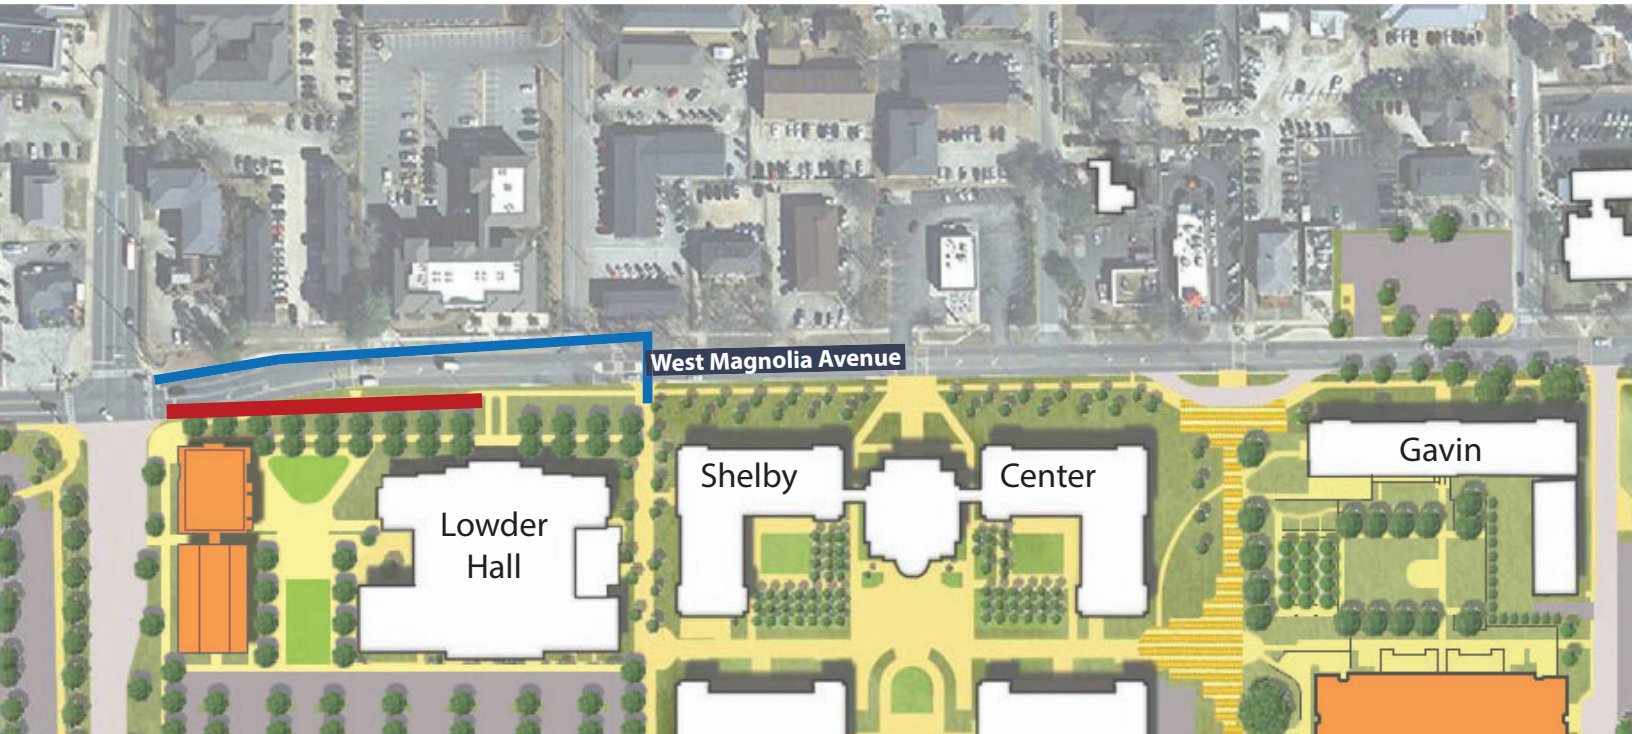 West Magnolia Avenue
Shelby
Center
Gavin
Lowder
Hall